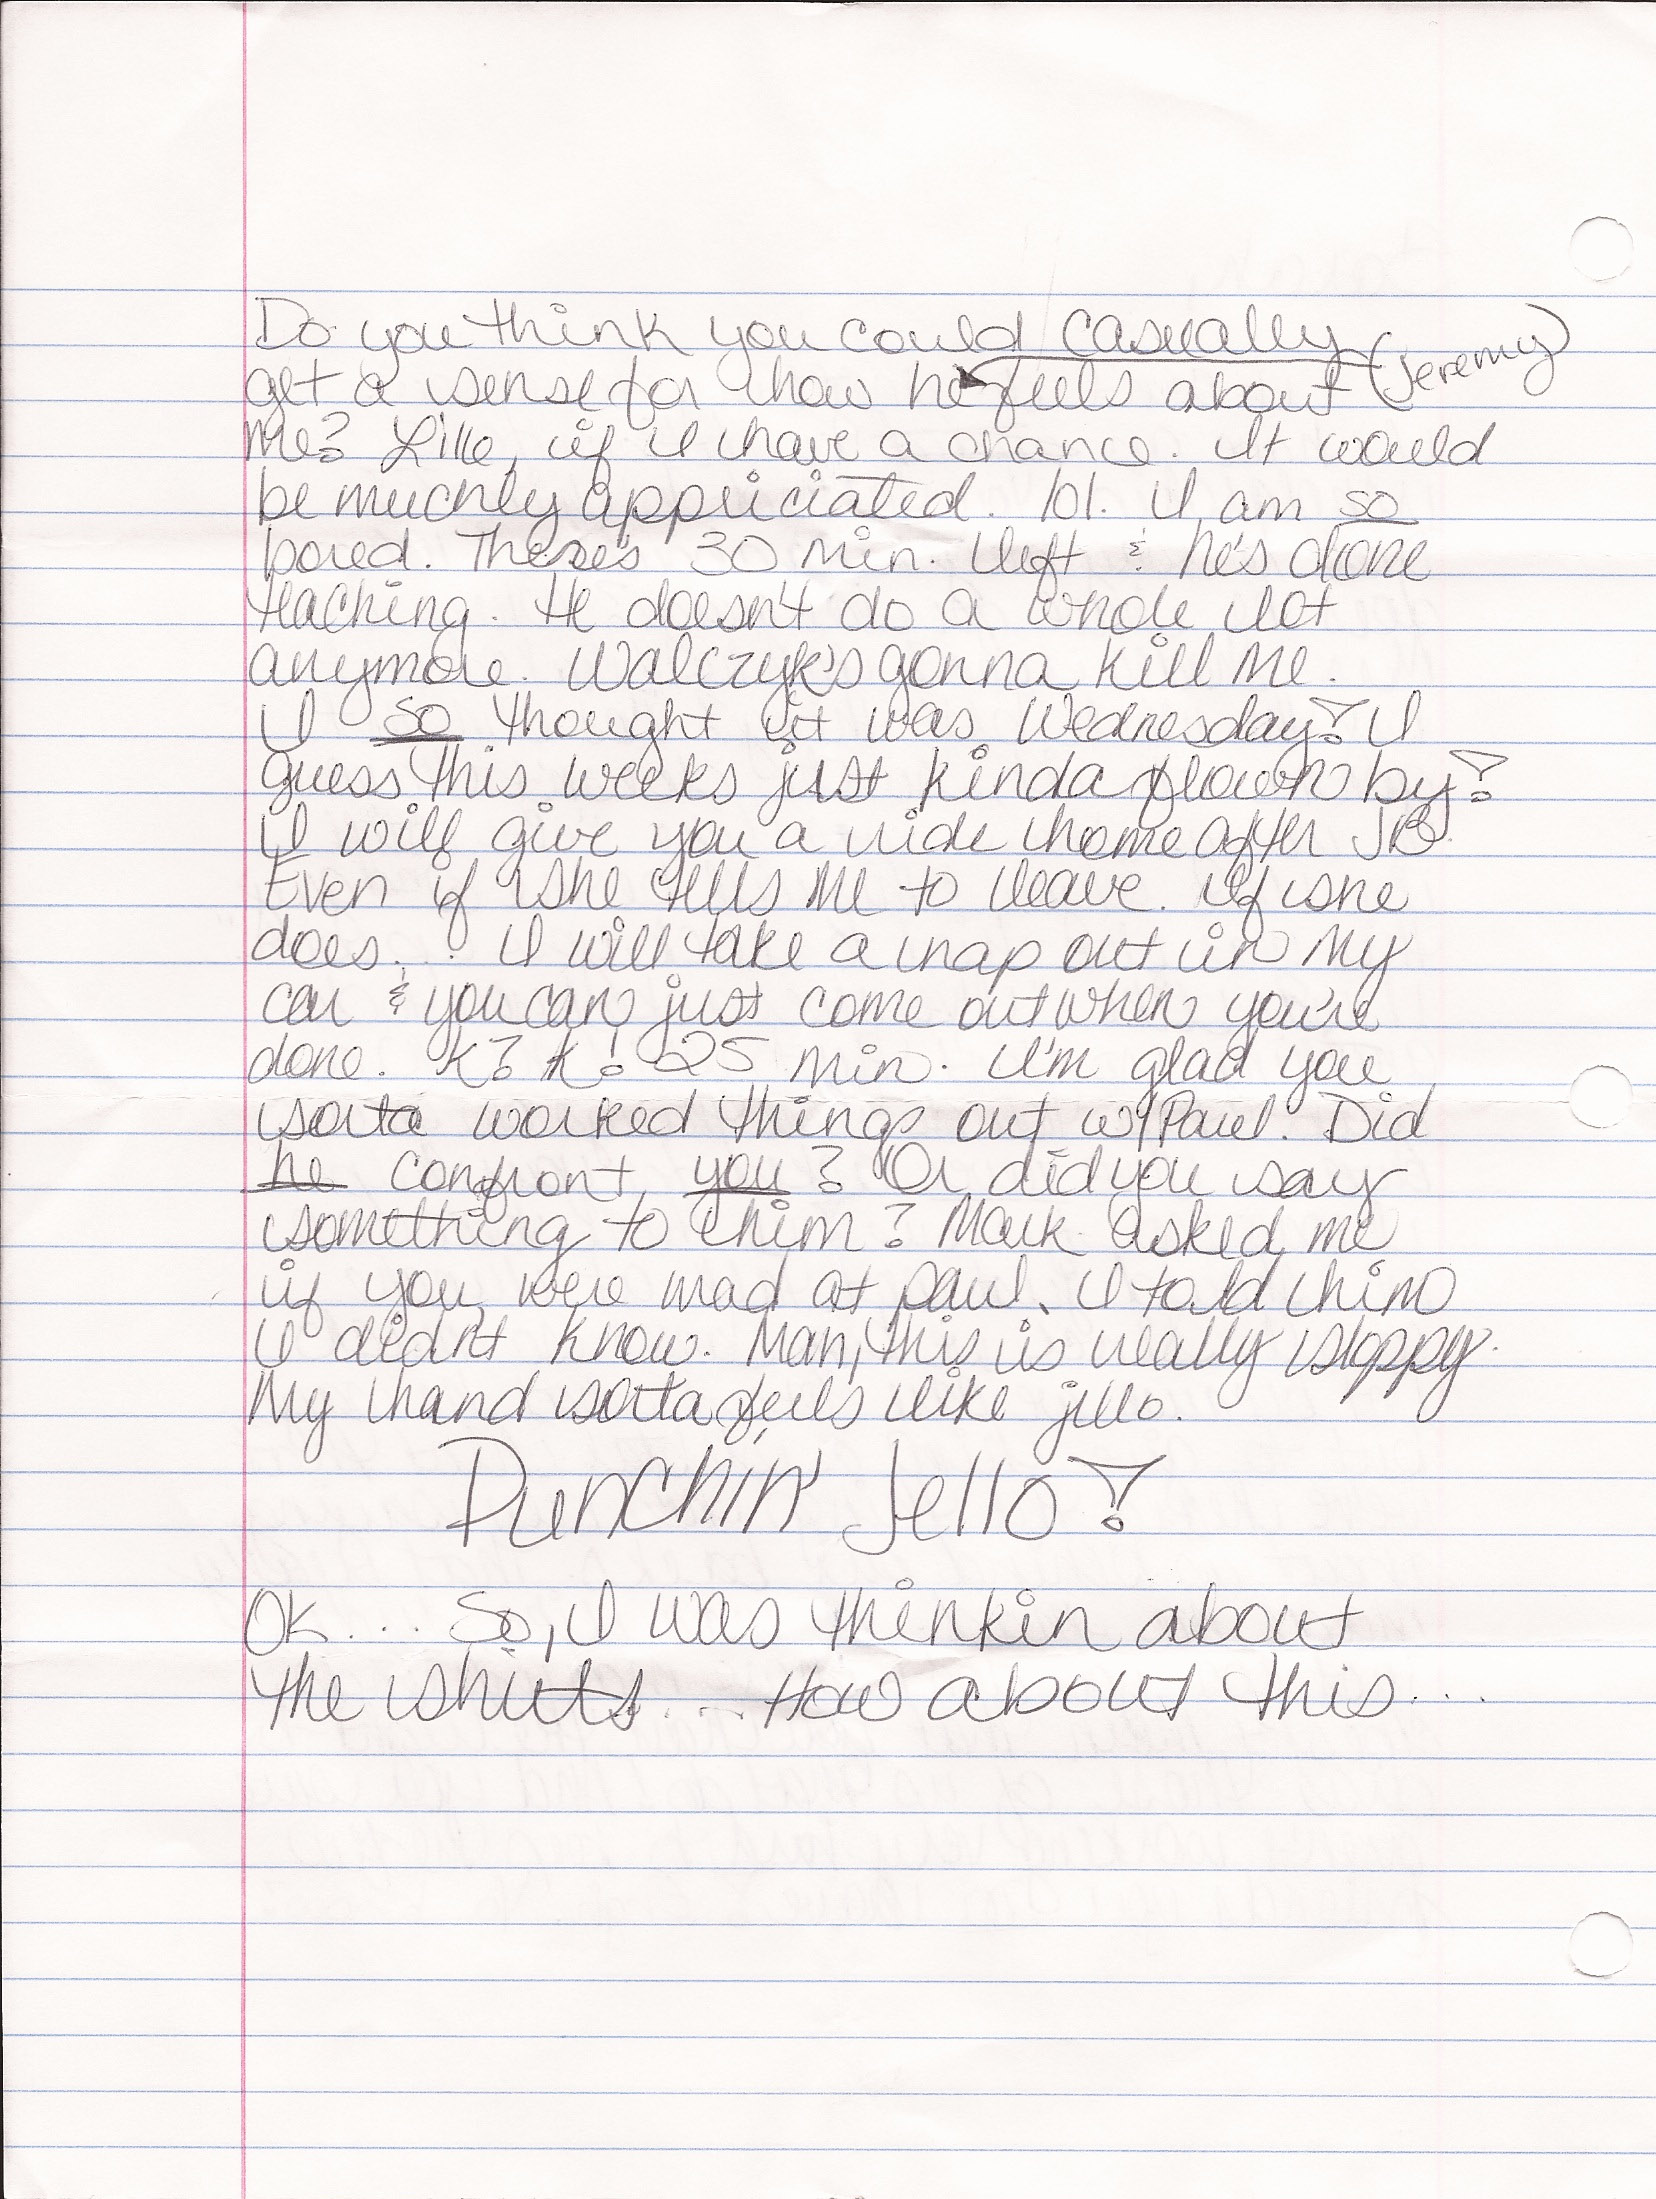 Do you think you could casually
get a sense for how he feels about (Jeremy)
me? Like, if I have a chance. It would
be muchly appriciated. lol. I am so
bored. There's 30 min. left & he's done
teaching. He doesn't do a whole lot
anymore. Walczyk's gonna kill me.
I so thought it was Wednesday! I
guess this weeks just kinda flown by!
I will give you a ride home after JB.
Even if she tells me to leave. If she
does... I will take a nap out in my
car & you can just come out when you're
done. K? K! 25 min. I'm glad you
sorta worked things out w/ Paul. Did
he confront you? Or did you say
something to him? Mark asked me
if you were mad at Paul. I told him
I didn't know. Man, this is really sloppy.
My hand sorta feels like jello.
Punchin' Jello!
OK... So, I was thinkin about
the shirts... How about this...